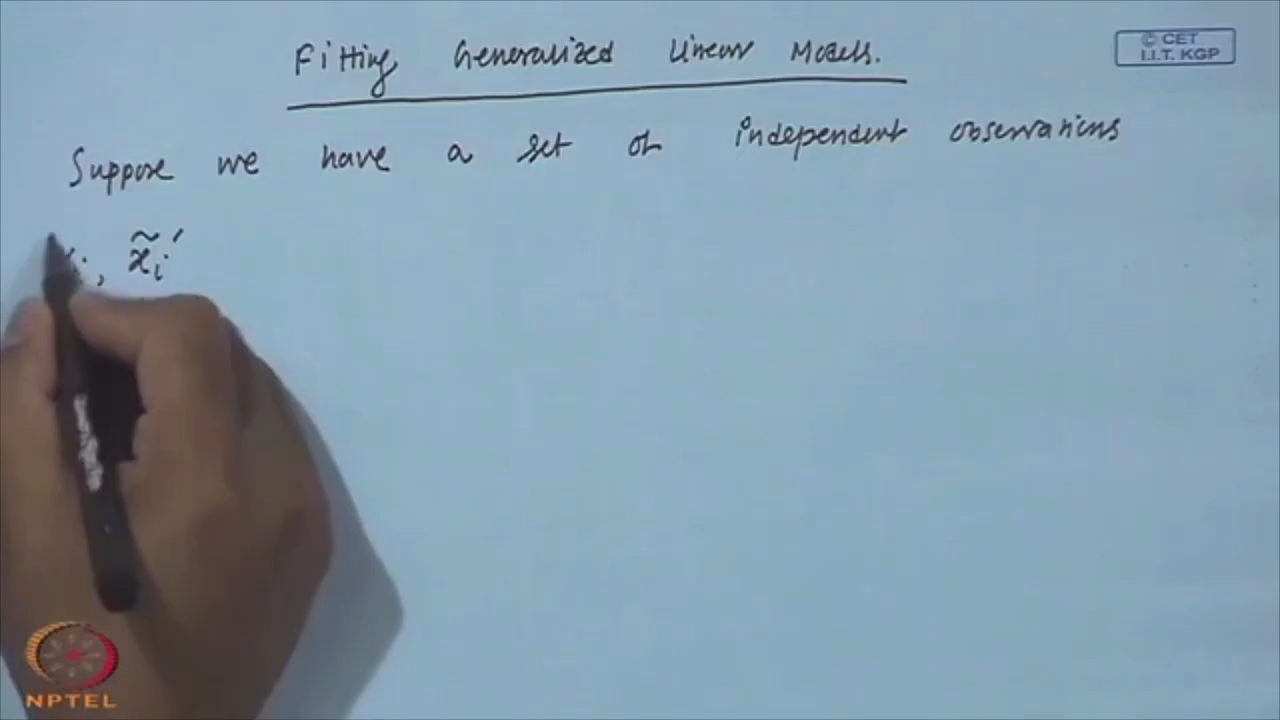 Fitting Generalized Linear Models.
© CET
I.I.T. KGP
Suppose we have a set of independent observations
, x̃ᵢ′
NPTEL